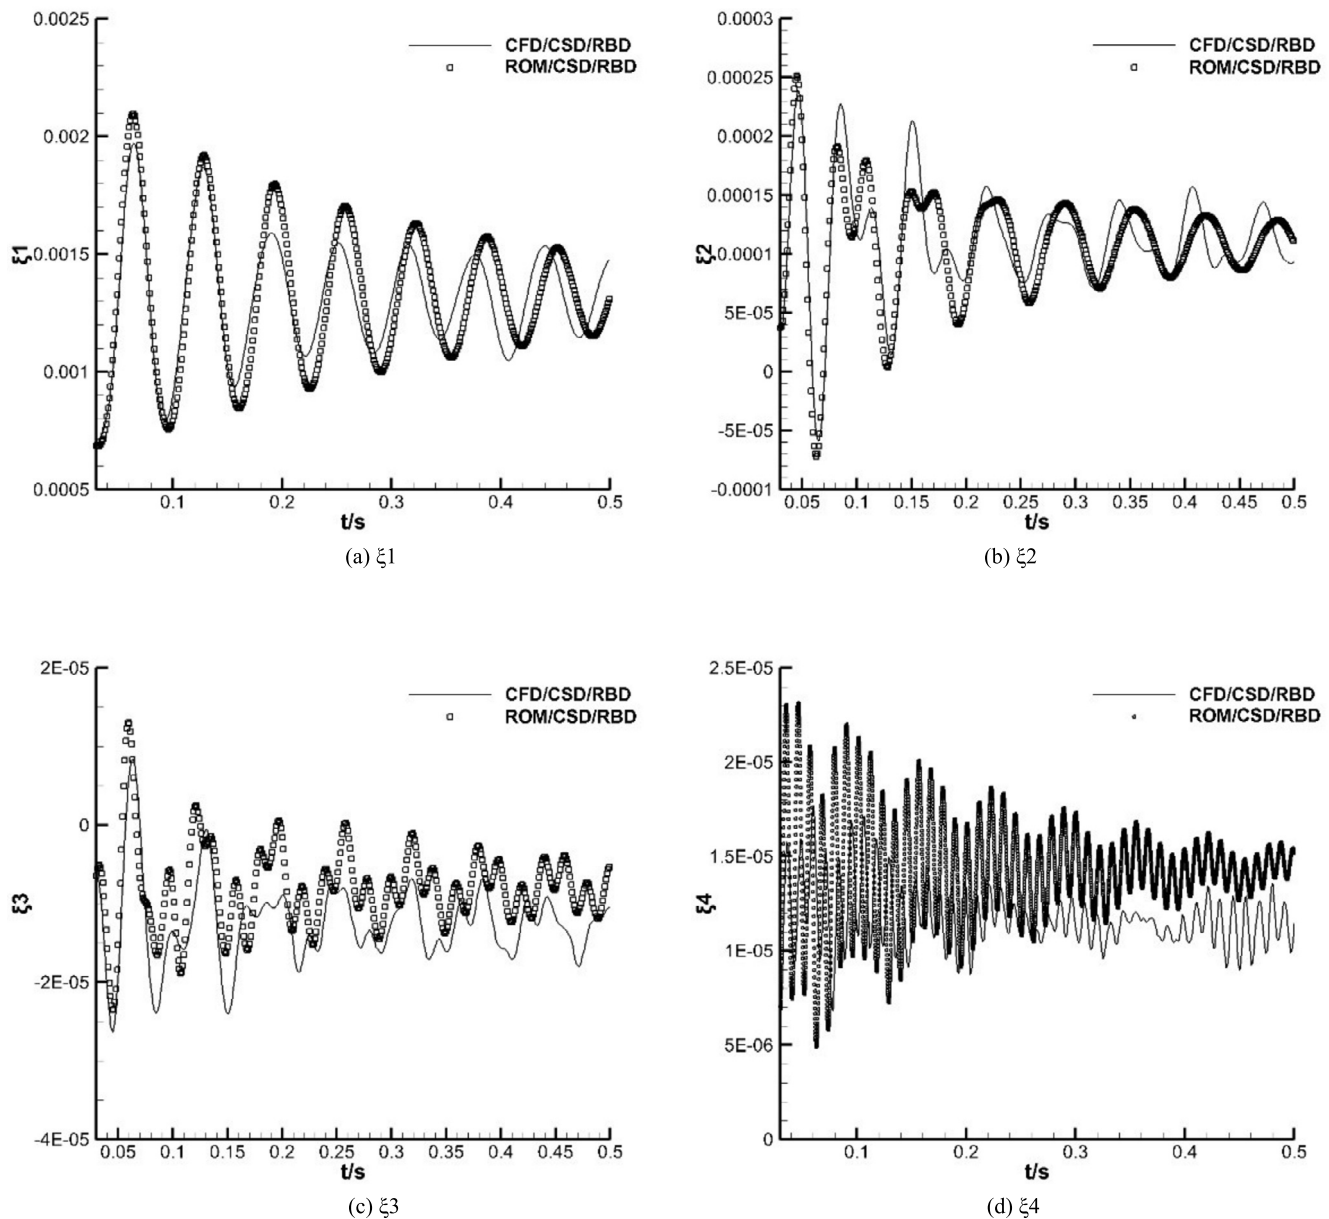 0.0025
0.002
0.0015
0.001
0.0005
ξ1
CFD/CSD/RBD
ROM/CSD/RBD
0.1 0.2 0.3 0.4 0.5
t/s
(a) ξ1
0.0003
0.00025
0.0002
0.00015
0.0001
5E-05
0
-5E-05
-0.0001
ξ2
CFD/CSD/RBD
ROM/CSD/RBD
0.05 0.1 0.15 0.2 0.25 0.3 0.35 0.4 0.45 0.5
t/s
(b) ξ2
2E-05
0
-2E-05
-4E-05
ξ3
CFD/CSD/RBD
ROM/CSD/RBD
0.05 0.1 0.15 0.2 0.25 0.3 0.35 0.4 0.45 0.5
t/s
(c) ξ3
2.5E-05
2E-05
1.5E-05
1E-05
5E-06
0
ξ4
CFD/CSD/RBD
ROM/CSD/RBD
0.1 0.2 0.3 0.4 0.5
t/s
(d) ξ4